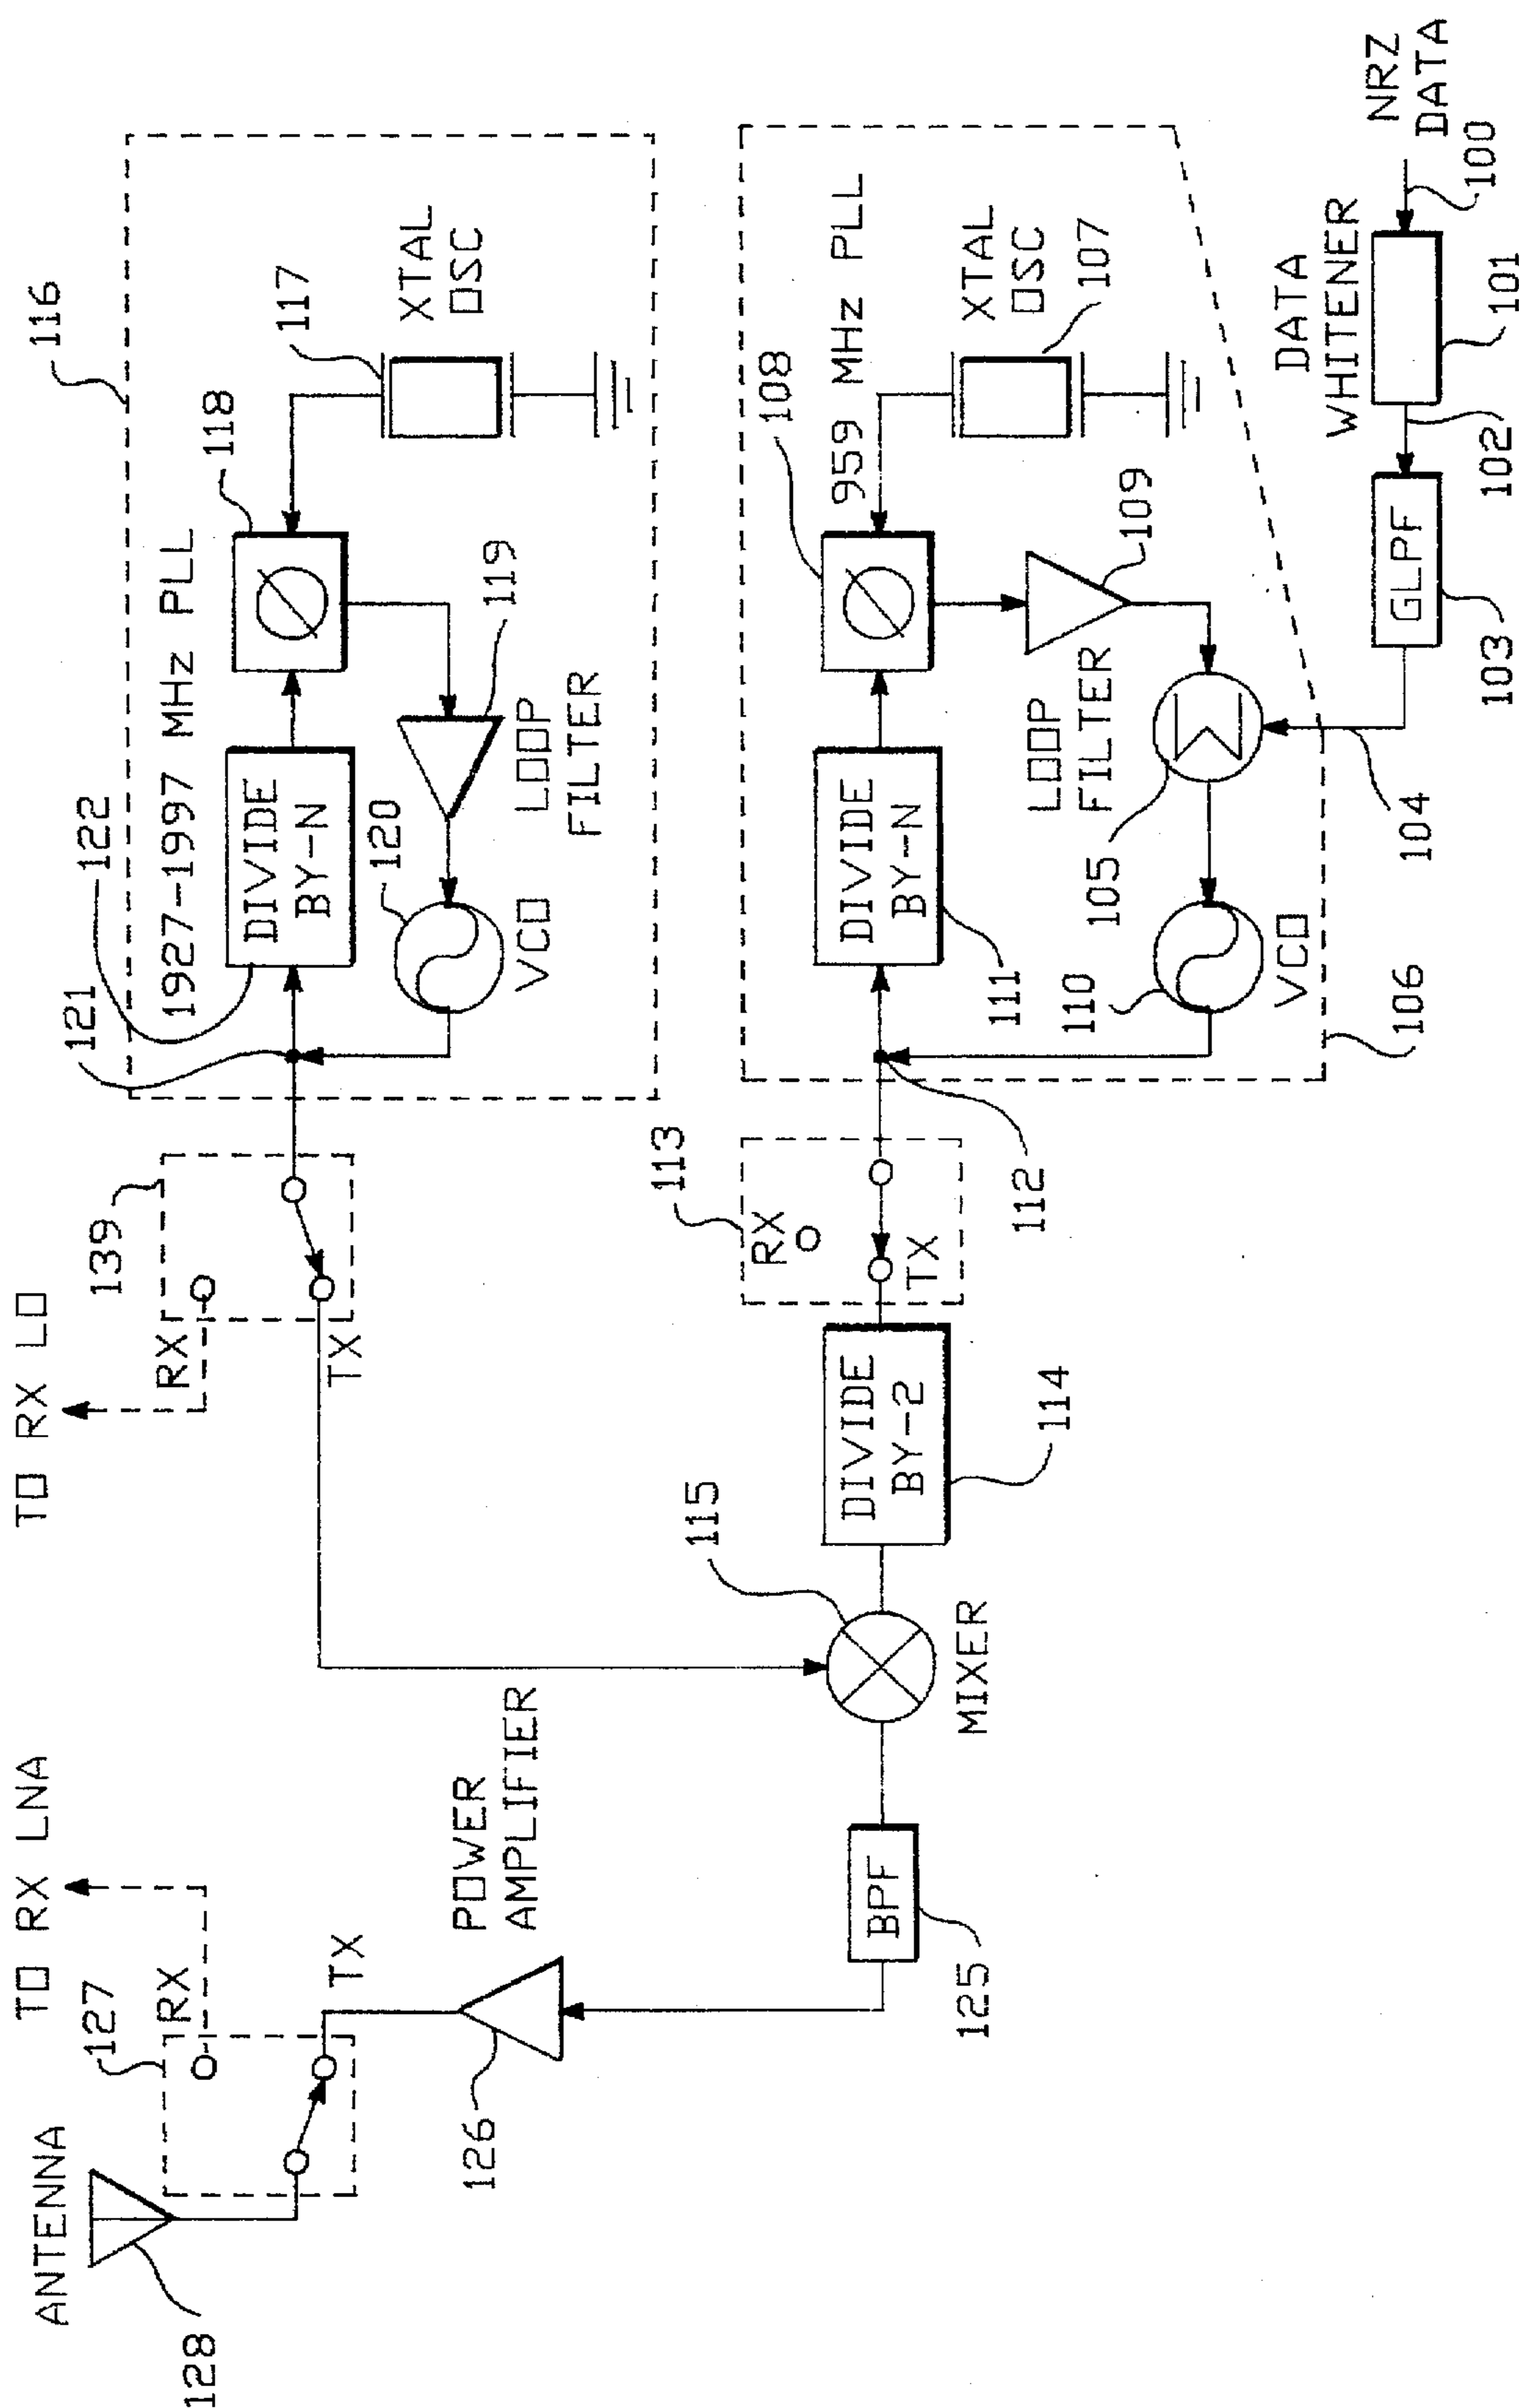 ANTENNA
128
127
TO RX LNA
RX
TX
126
POWER
AMPLIFIER
125
BPF
115
MIXER
TO RX LO
139
RX
TX
116
121
122
1927-1997 MHz PLL
DIVIDE
BY-N
118
117
XTAL
OSC
120
VCO
LOOP
FILTER
119
113
RX
TX
DIVIDE
BY-2
114
112
959 MHz PLL
108
DIVIDE
BY-N
111
XTAL
OSC
107
LOOP
FILTER
109
110
VCO
105
106
104
GLPF
103
102
DATA
WHITENER
101
NRZ
DATA
100